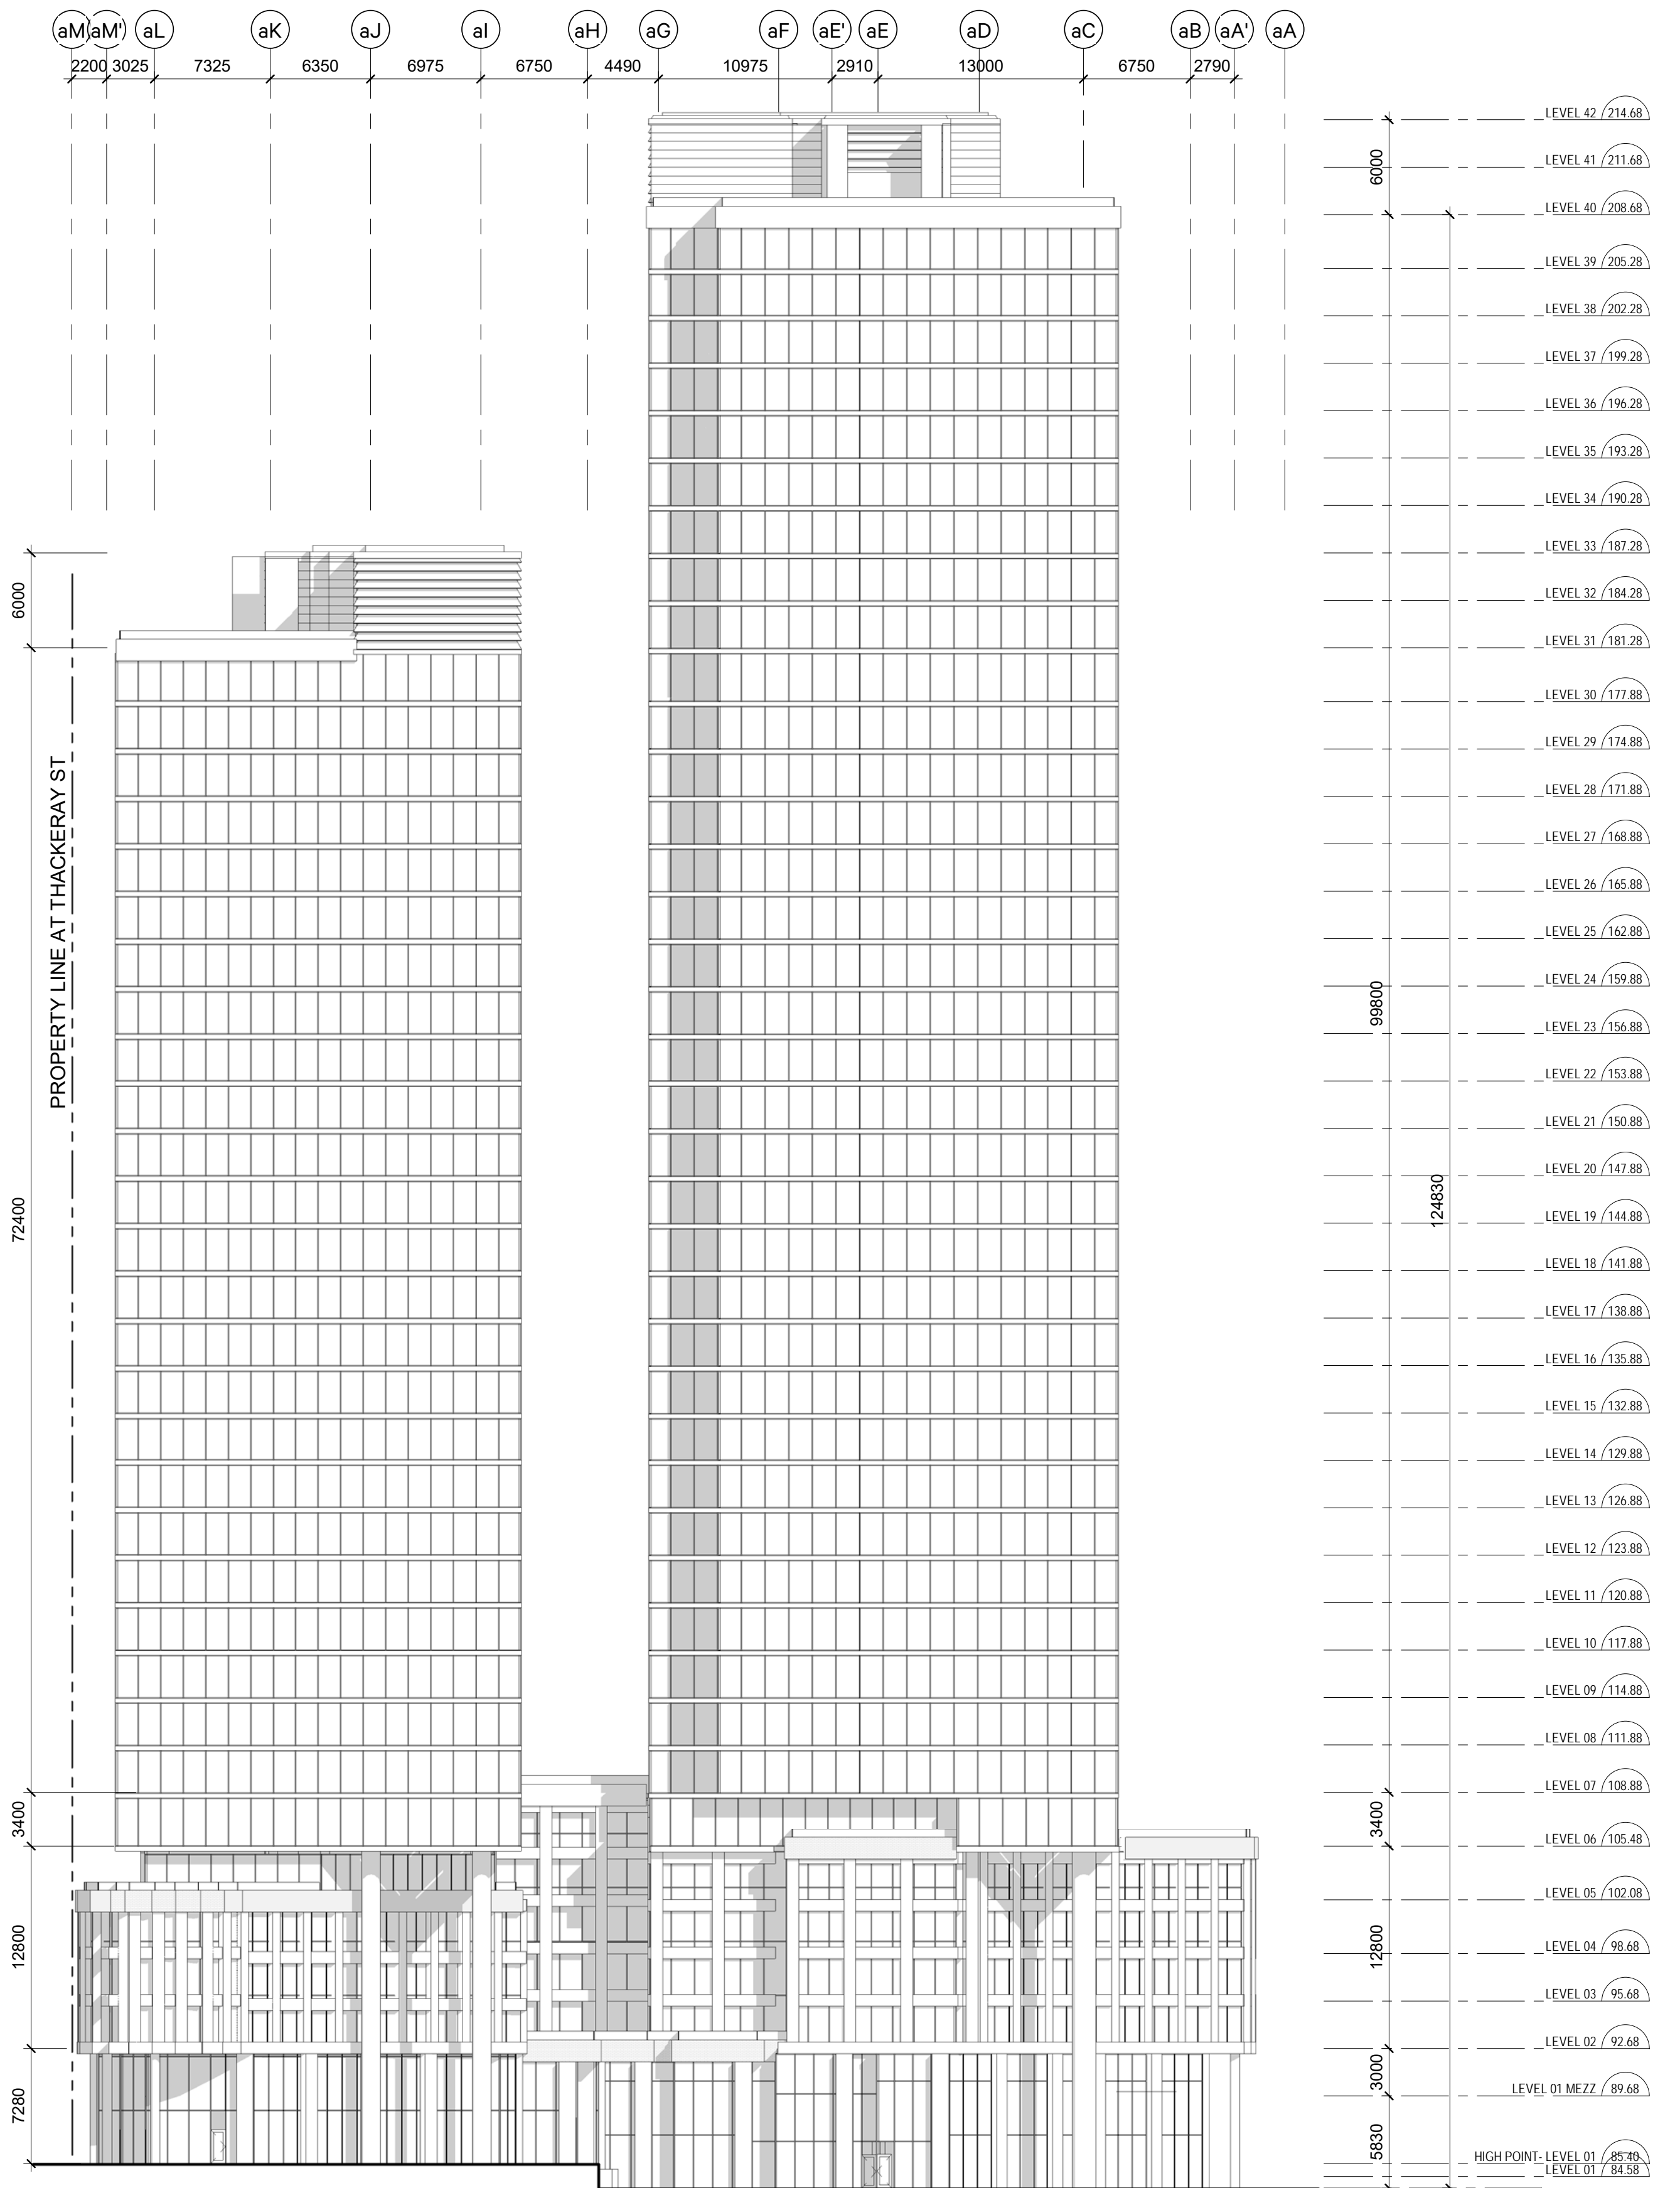 aM aM' aL aK aJ aI aH aG aF aE' aE aD aC aB aA' aA
2200 3025 7325 6350 6975 6750 4490 10975 2910 13000 6750 2790
LEVEL 42 214.68
LEVEL 41 211.68
6000
LEVEL 40 208.68
LEVEL 39 205.28
LEVEL 38 202.28
LEVEL 37 199.28
LEVEL 36 196.28
LEVEL 35 193.28
LEVEL 34 190.28
LEVEL 33 187.28
LEVEL 32 184.28
6000
LEVEL 31 181.28
LEVEL 30 177.88
LEVEL 29 174.88
LEVEL 28 171.88
LEVEL 27 168.88
LEVEL 26 165.88
PROPERTY LINE AT THACKERAY ST
LEVEL 25 162.88
LEVEL 24 159.88
99800
LEVEL 23 156.88
LEVEL 22 153.88
LEVEL 21 150.88
LEVEL 20 147.88
124830
LEVEL 19 144.88
72400
LEVEL 18 141.88
LEVEL 17 138.88
LEVEL 16 135.88
LEVEL 15 132.88
LEVEL 14 129.88
LEVEL 13 126.88
LEVEL 12 123.88
LEVEL 11 120.88
LEVEL 10 117.88
LEVEL 09 114.88
LEVEL 08 111.88
LEVEL 07 108.88
3400
3400
LEVEL 06 105.48
LEVEL 05 102.08
12800
12800
LEVEL 04 98.68
LEVEL 03 95.68
LEVEL 02 92.68
3000
LEVEL 01 MEZZ 89.68
7280
5830
HIGH POINT- LEVEL 01 85.40
LEVEL 01 84.58